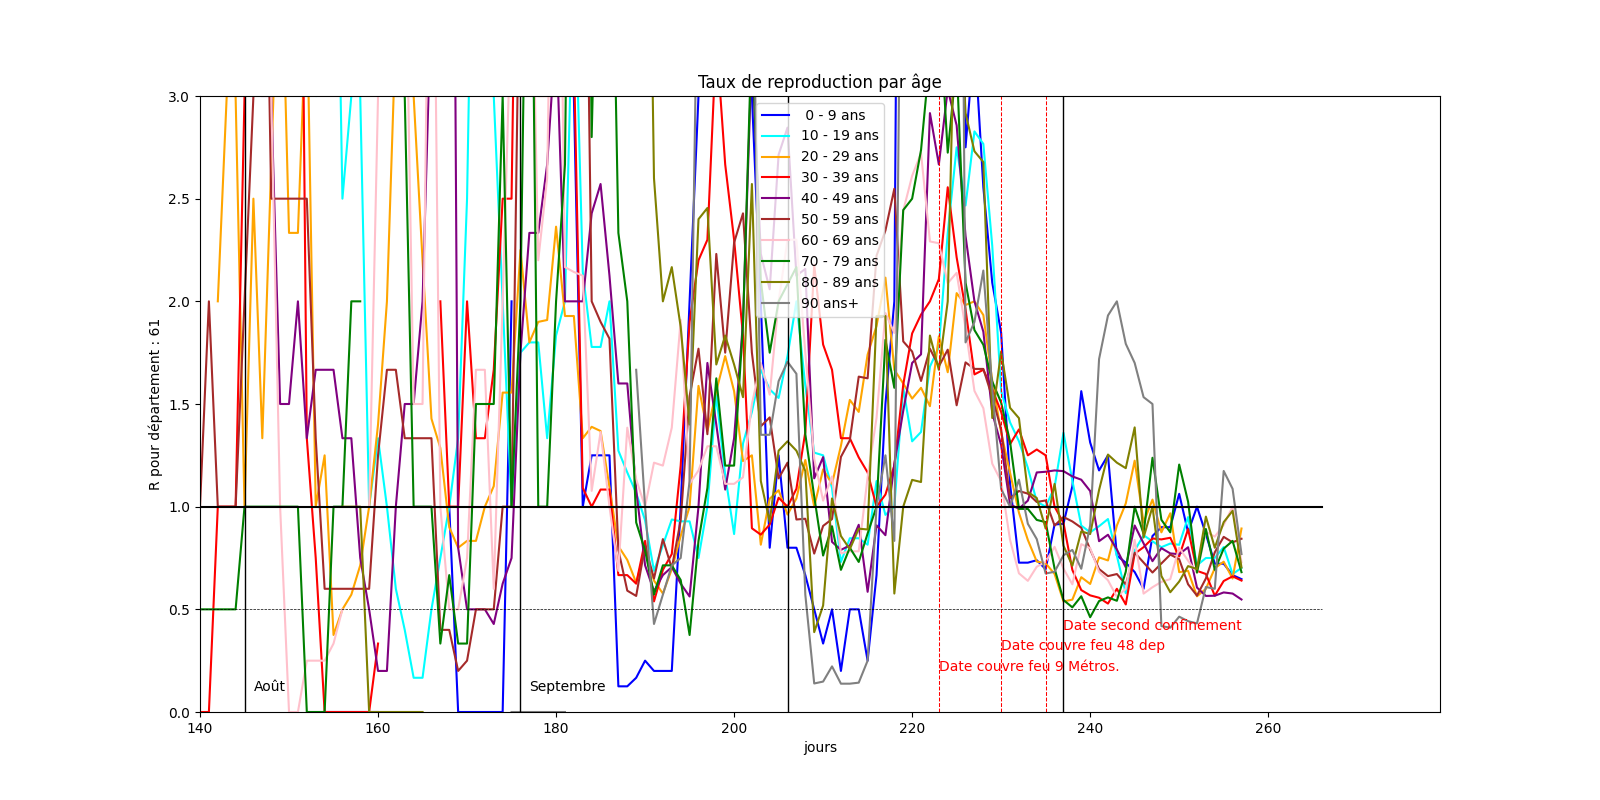 Taux de reproduction par âge
3.0
2.5
2.0
1.5
1.0
0.5
0.0
R pour département : 61
0 - 9 ans
10 - 19 ans
20 - 29 ans
30 - 39 ans
40 - 49 ans
50 - 59 ans
60 - 69 ans
70 - 79 ans
80 - 89 ans
90 ans+
Date second confinement
Date couvre feu 48 dep
Date couvre feu 9 Métros.
Août
Septembre
140
160
180
200
220
240
260
jours